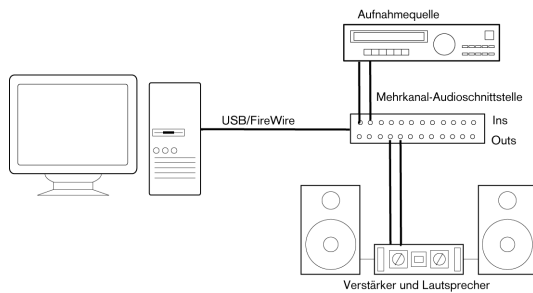 Aufnahmequelle
Mehrkanal-Audioschnittstelle
USB/FireWire
Ins
Outs
Verstärker und Lautsprecher